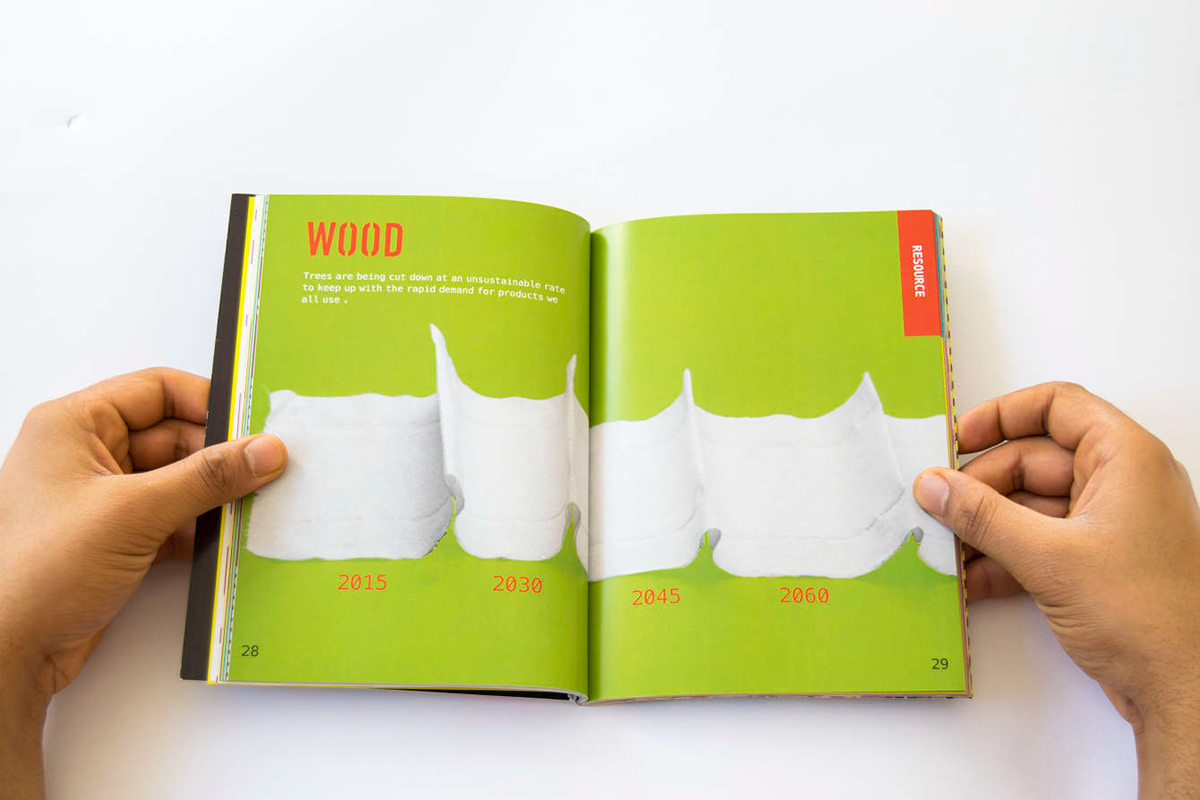 WOOD
Trees are being cut down at an unsustainable rate
to keep up with the rapid demand for products we
all use .
2015
2030
28
RESOURCE
2045
2060
29